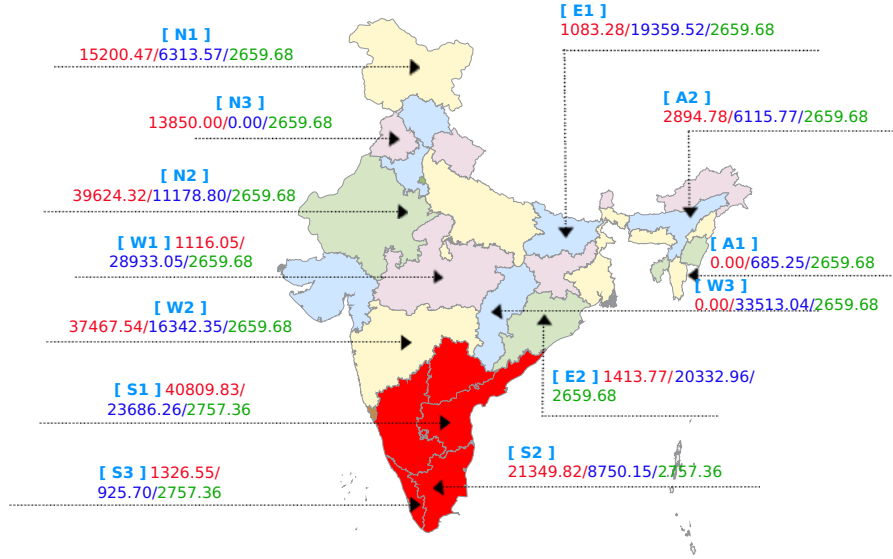 [ E1 ]
1083.28/19359.52/2659.68
[ N1 ]
15200.47/6313.57/2659.68
[ N3 ]
13850.00/0.00/2659.68
[ A2 ]
2894.78/6115.77/2659.68
[ N2 ]
39624.32/11178.80/2659.68
[ W1 ] 1116.05/
28933.05/2659.68
[ A1 ]
0.00/685.25/2659.68
[ W3 ]
0.00/33513.04/2659.68
[ W2 ]
37467.54/16342.35/2659.68
[ E2 ] 1413.77/20332.96/
2659.68
[ S1 ] 40809.83/
23686.26/2757.36
[ S2 ]
21349.82/8750.15/2757.36
[ S3 ] 1326.55/
925.70/2757.36